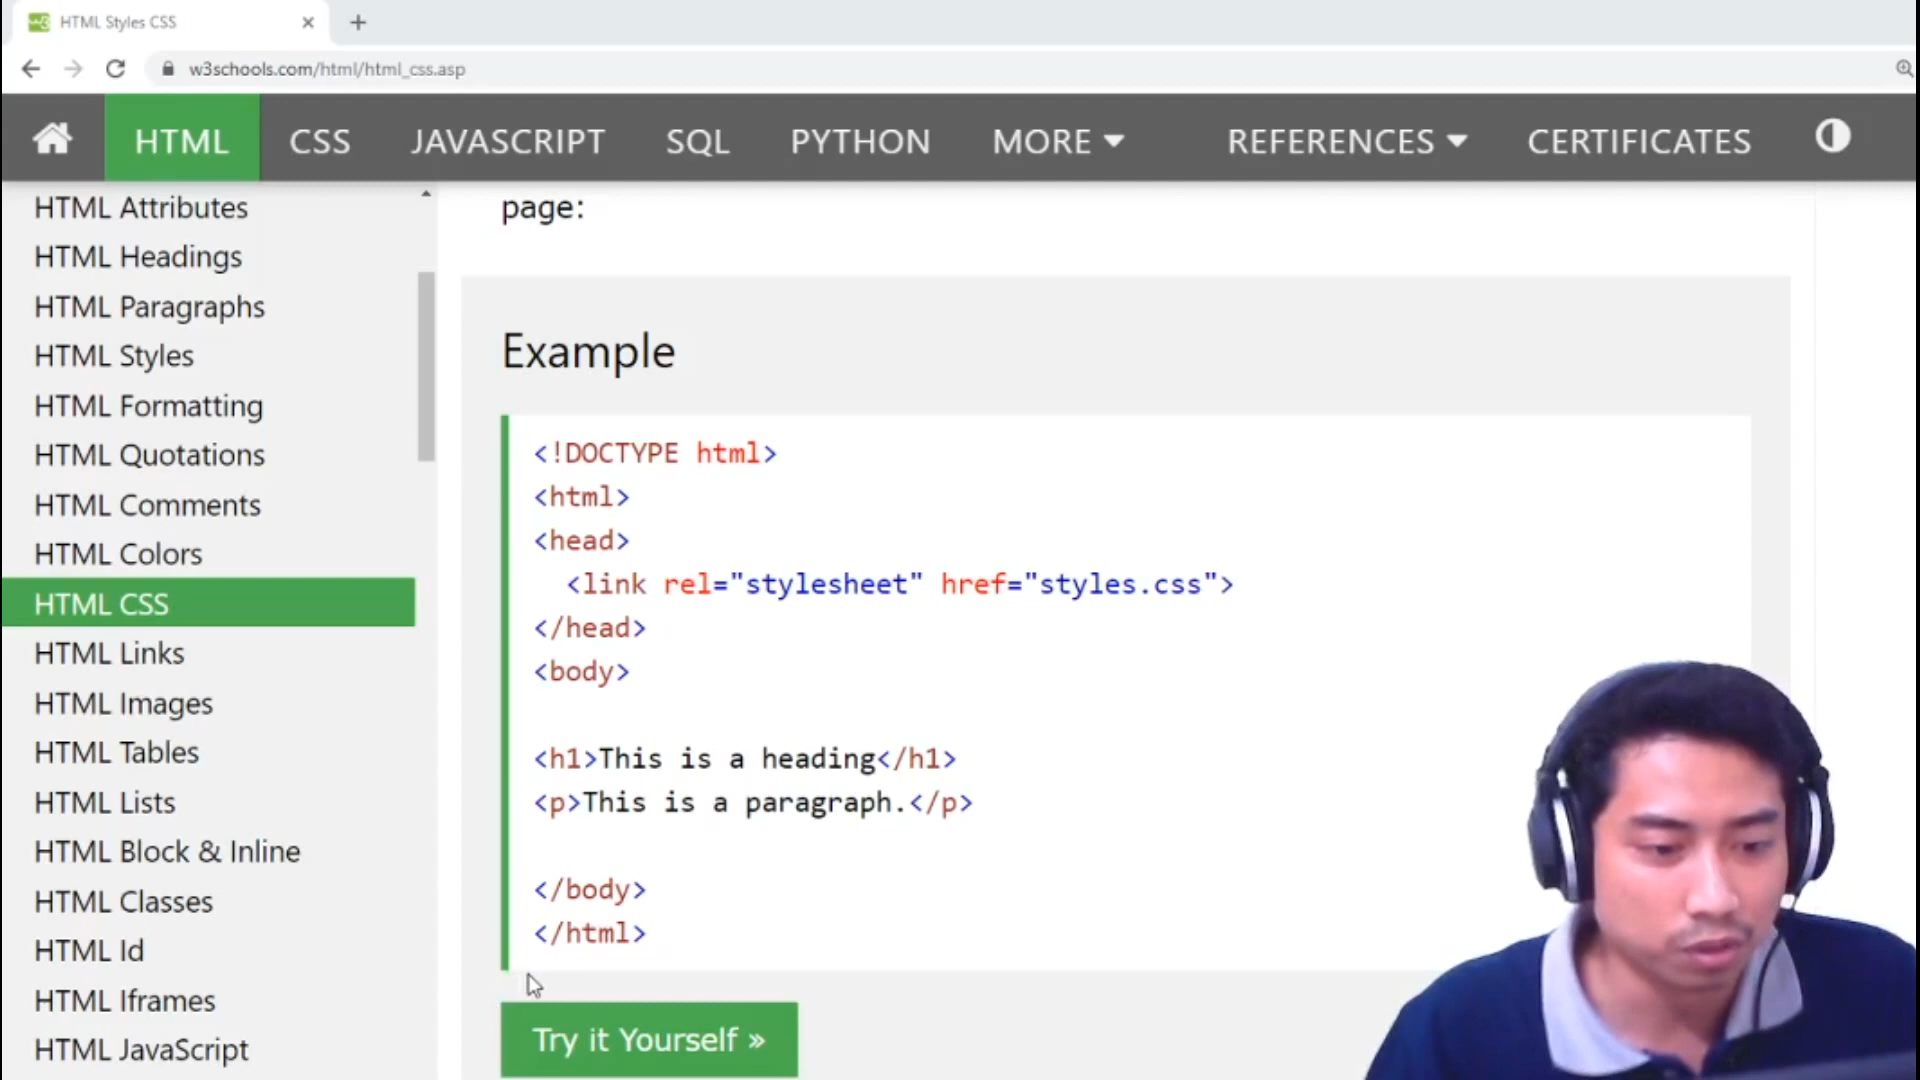 HTML Styles CSS
w3schools.com/html/html_css.asp
HTML CSS JAVASCRIPT SQL PYTHON MORE REFERENCES CERTIFICATES
HTML Attributes
HTML Headings
HTML Paragraphs
HTML Styles
HTML Formatting
HTML Quotations
HTML Comments
HTML Colors
HTML CSS
HTML Links
HTML Images
HTML Tables
HTML Lists
HTML Block & Inline
HTML Classes
HTML Id
HTML Iframes
HTML JavaScript
page:
Example
<!DOCTYPE html>
<html>
<head>
  <link rel="stylesheet" href="styles.css">
</head>
<body>
<h1>This is a heading</h1>
<p>This is a paragraph.</p>
</body>
</html>
Try it Yourself »